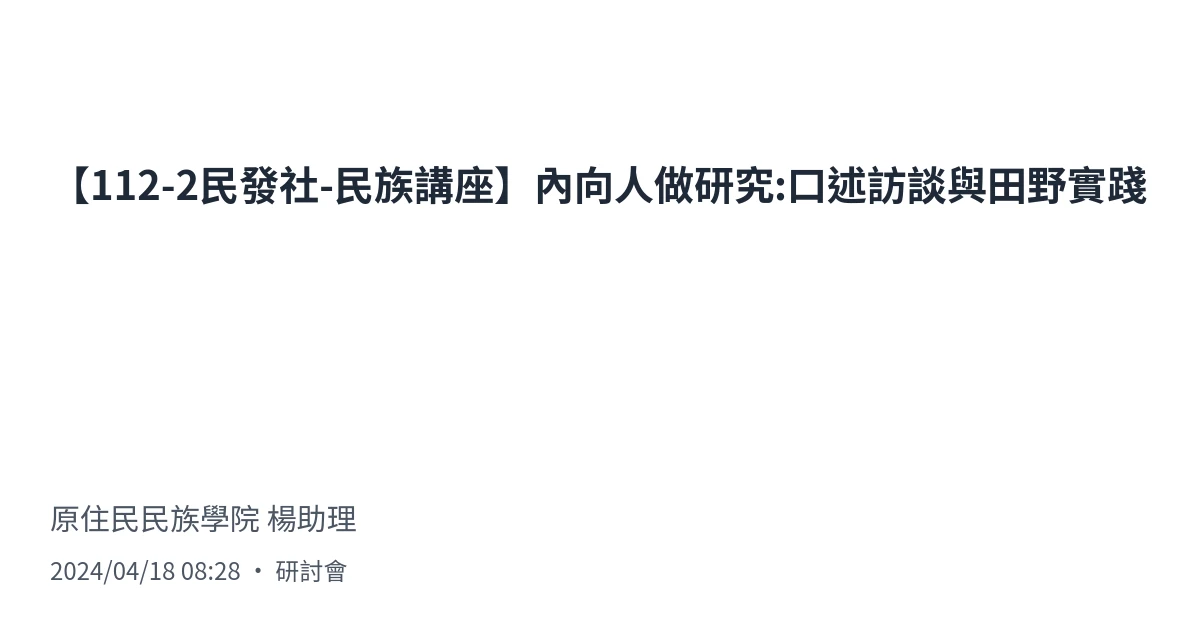 【112-2民發社-民族講座】內向人做研究:口述訪談與田野實踐
原住民民族學院 楊助理
2024/04/18 08:28 ・ 研討會